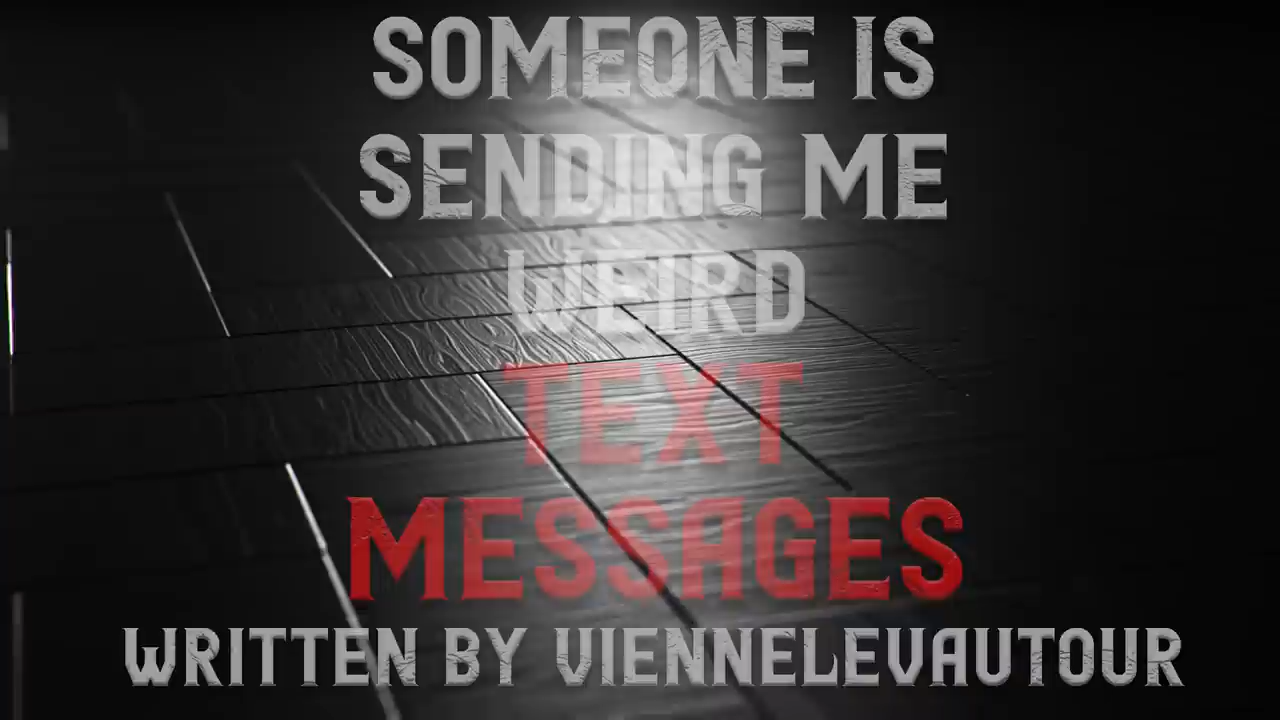 SOMEONE IS
SENDING ME
WEIRD
TEXT
MESSAGES
WRITTEN BY VIENNELEVAUTOUR